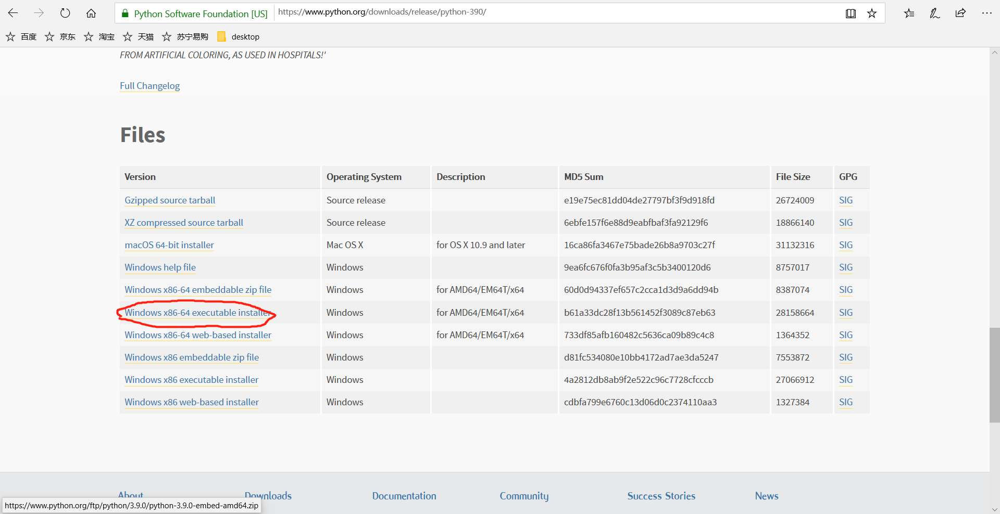 Python Software Foundation [US] https://www.python.org/downloads/release/python-390/
百度 京东 淘宝 天猫 苏宁易购 desktop
FROM ARTIFICIAL COLORING, AS USED IN HOSPITALS!'
Full Changelog
Files
Version Operating System Description MD5 Sum File Size GPG
Gzipped source tarball Source release e19e75ec81dd04de27797bf3f9d918fd 26724009 SIG
XZ compressed source tarball Source release 6ebfe157f6e88d9eabfbaf3fa92129f6 18866140 SIG
macOS 64-bit installer Mac OS X for OS X 10.9 and later 16ca86fa3467e75bade26b8a9703c27f 31132316 SIG
Windows help file Windows 9ea6fc676f0fa3b95af3c5b3400120d6 8757017 SIG
Windows x86-64 embeddable zip file Windows for AMD64/EM64T/x64 60d0d94337ef657c2cca1d3d9a6dd94b 8387074 SIG
Windows x86-64 executable installer Windows for AMD64/EM64T/x64 b61a33dc28f13b561452f3089c87eb63 28158664 SIG
Windows x86-64 web-based installer Windows for AMD64/EM64T/x64 733df85afb160482c5636ca09b89c4c8 1364352 SIG
Windows x86 embeddable zip file Windows d81fc534080e10bb4172ad7ae3da5247 7553872 SIG
Windows x86 executable installer Windows 4a2812db8ab9f2e522c96c7728cfcccb 27066912 SIG
Windows x86 web-based installer Windows cdbfa799e6760c13d06d0c2374110aa3 1327384 SIG
About Downloads Documentation Community Success Stories News
https://www.python.org/ftp/python/3.9.0/python-3.9.0-embed-amd64.zip